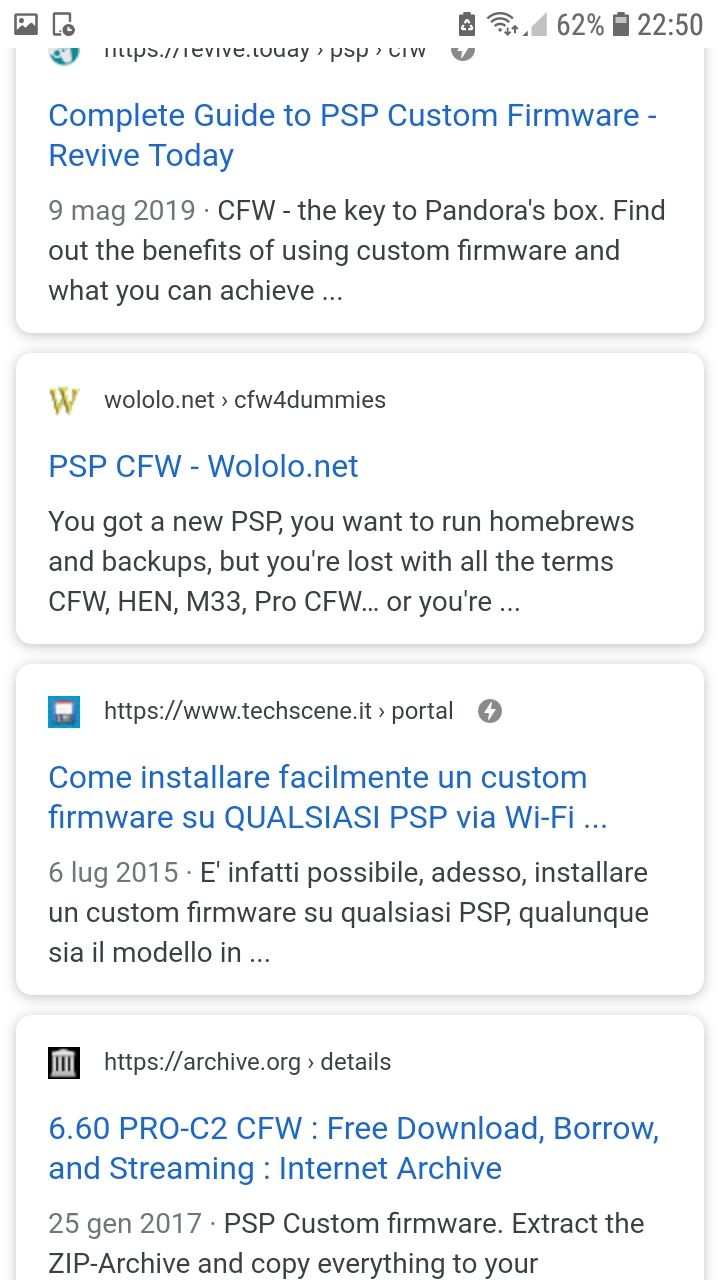 62% 22:50
https://revive.today › psp › cfw
Complete Guide to PSP Custom Firmware -
Revive Today
9 mag 2019 · CFW - the key to Pandora's box. Find
out the benefits of using custom firmware and
what you can achieve ...
wololo.net › cfw4dummies
PSP CFW - Wololo.net
You got a new PSP, you want to run homebrews
and backups, but you're lost with all the terms
CFW, HEN, M33, Pro CFW… or you're ...
https://www.techscene.it › portal
Come installare facilmente un custom
firmware su QUALSIASI PSP via Wi-Fi ...
6 lug 2015 · E' infatti possibile, adesso, installare
un custom firmware su qualsiasi PSP, qualunque
sia il modello in ...
https://archive.org › details
6.60 PRO-C2 CFW : Free Download, Borrow,
and Streaming : Internet Archive
25 gen 2017 · PSP Custom firmware. Extract the
ZIP-Archive and copy everything to your